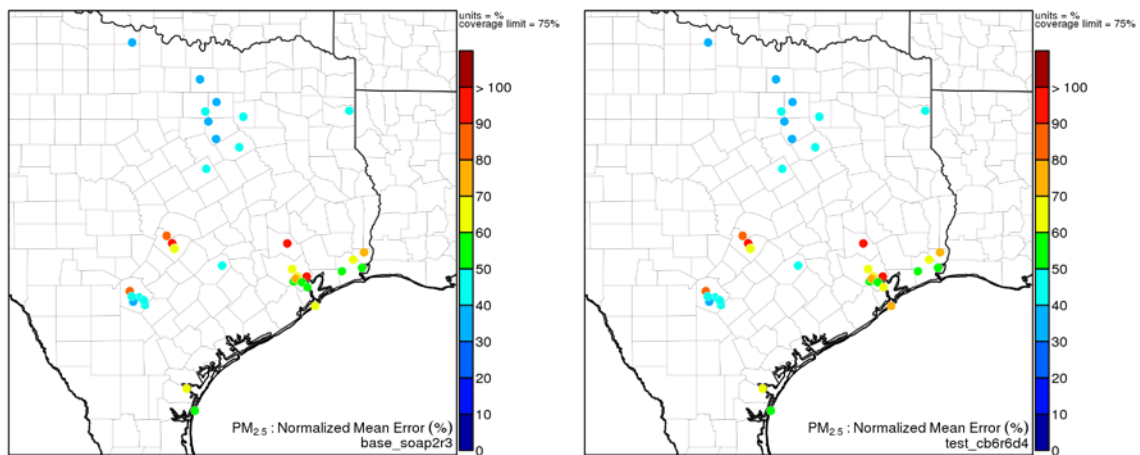 units = %
coverage limit = 75%
> 100
90
80
70
60
50
40
30
20
10
0
PM2.5 : Normalized Mean Error (%)
base_soap2r3
units = %
coverage limit = 75%
> 100
90
80
70
60
50
40
30
20
10
0
PM2.5 : Normalized Mean Error (%)
test_cb6r6d4